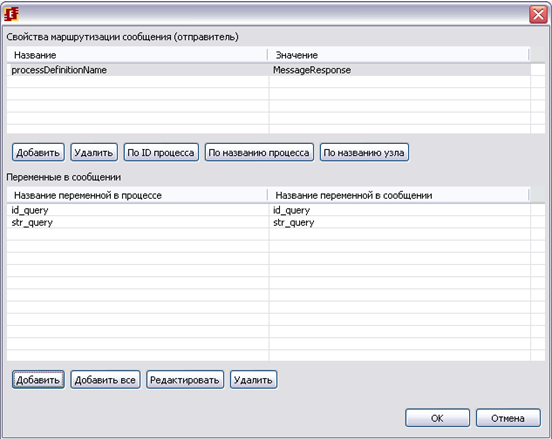 E
Свойства маршрутизации сообщения (отправитель)
Название Значение
processDefinitionName MessageResponse
Добавить Удалить По ID процесса По названию процесса По названию узла
Переменные в сообщении
Название переменной в процессе Название переменной в сообщении
id_query id_query
str_query str_query
Добавить Добавить все Редактировать Удалить
OK Отмена